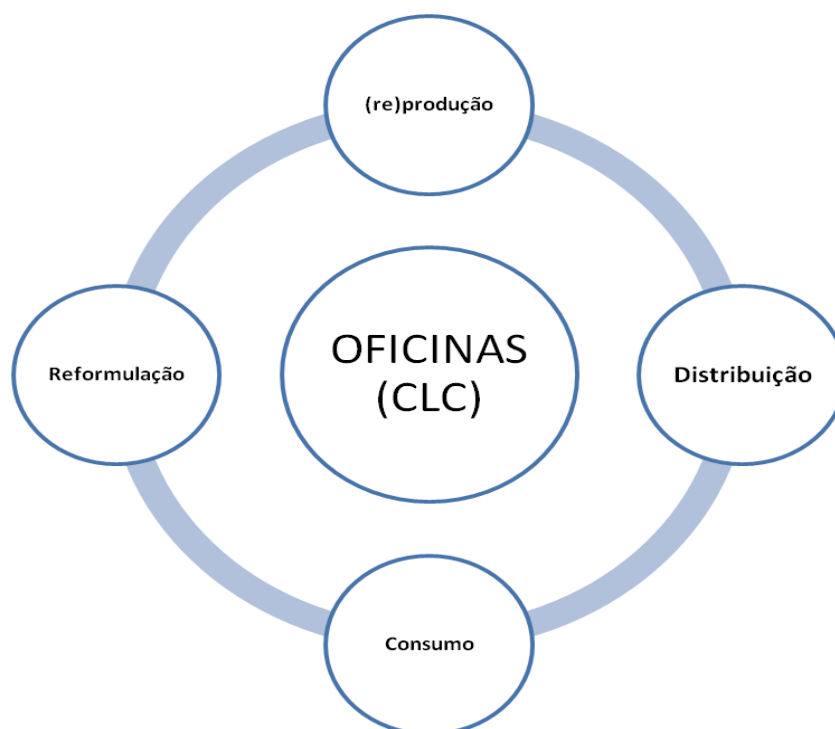 (re)produção
Reformulação
OFICINAS
(CLC)
Distribuição
Consumo